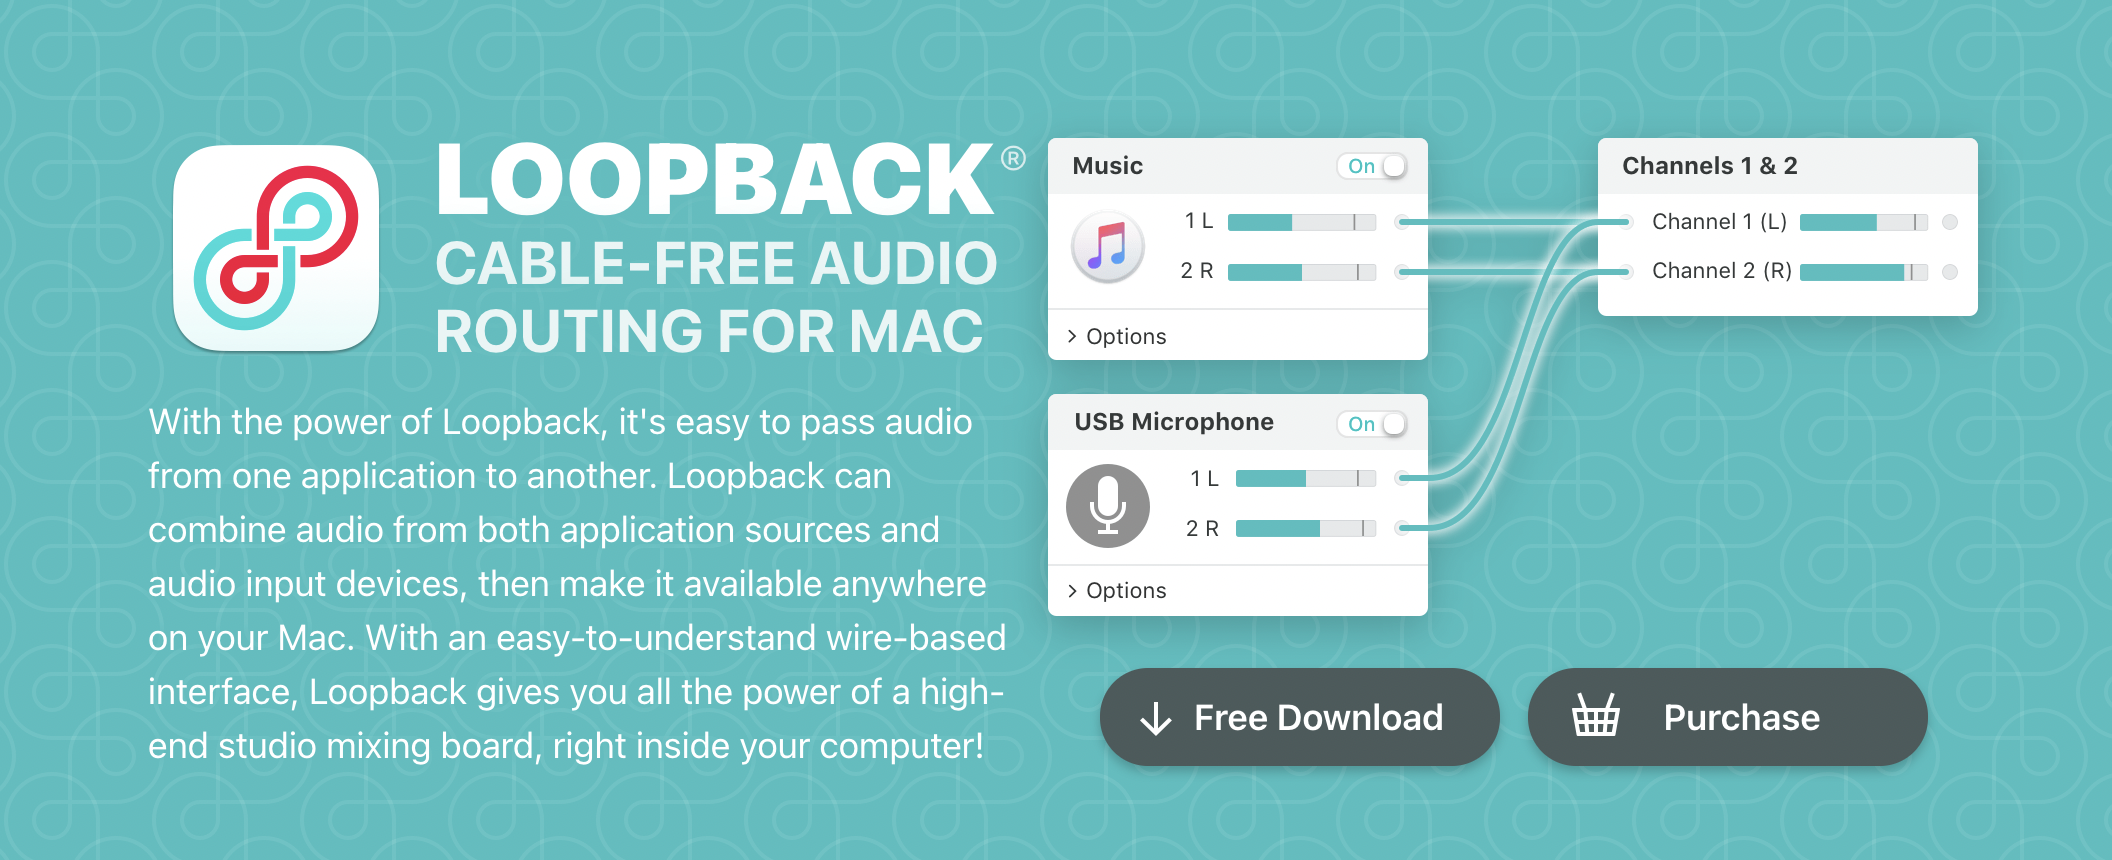 LOOPBACK®
CABLE-FREE AUDIO
ROUTING FOR MAC
With the power of Loopback, it's easy to pass audio
from one application to another. Loopback can
combine audio from both application sources and
audio input devices, then make it available anywhere
on your Mac. With an easy-to-understand wire-based
interface, Loopback gives you all the power of a high-
end studio mixing board, right inside your computer!
Music On
1 L
2 R
> Options
USB Microphone On
1 L
2 R
> Options
Channels 1 & 2
Channel 1 (L)
Channel 2 (R)
Free Download
Purchase